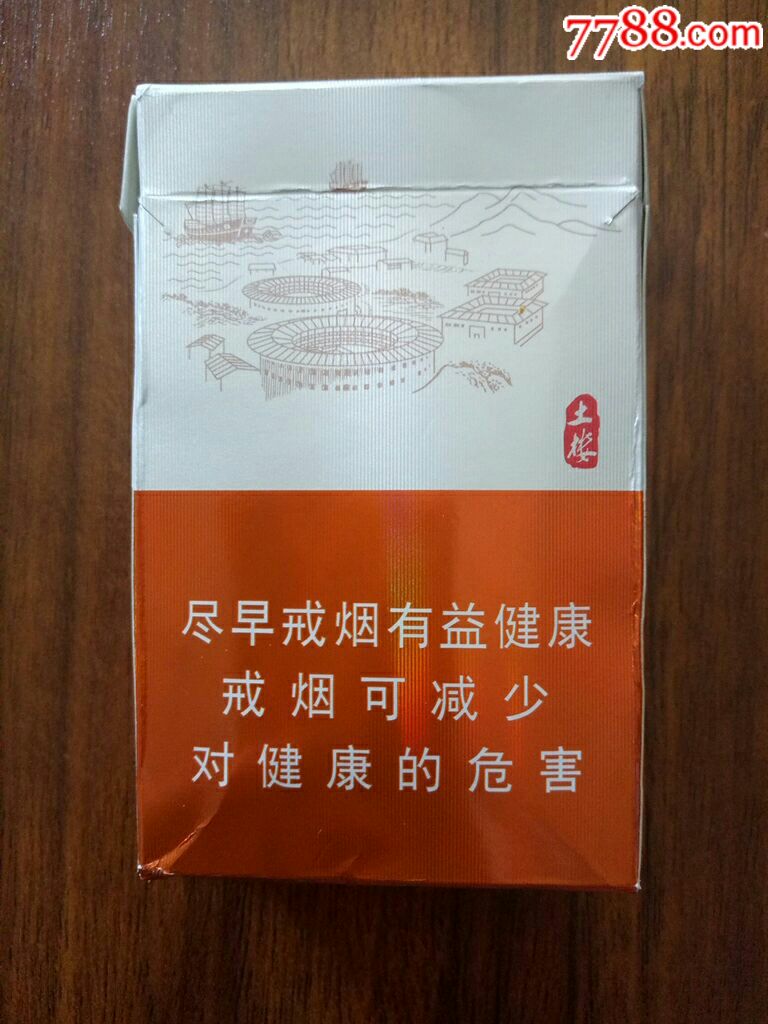 7788.com
土楼
尽早戒烟有益健康
戒烟可减少
对健康的危害